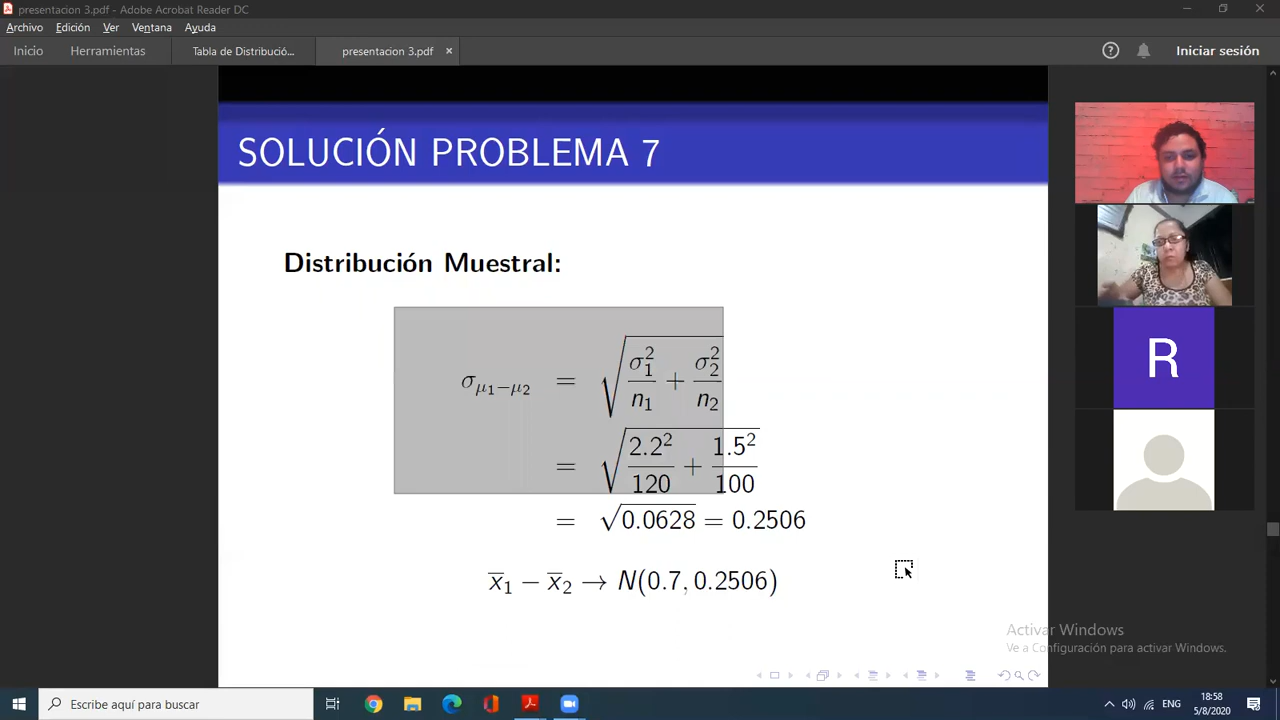 presentacion 3.pdf - Adobe Acrobat Reader DC
Archivo Edición Ver Ventana Ayuda
Inicio Herramientas Tabla de Distribució... presentacion 3.pdf × Iniciar sesión
SOLUCIÓN PROBLEMA 7
Distribución Muestral:
σ_{μ₁−μ₂} = √(σ₁²/n₁ + σ₂²/n₂)
= √(2.2²/120 + 1.5²/100)
= √0.0628 = 0.2506
x̅₁ − x̅₂ → N(0.7, 0.2506)
R
Activar Windows
Ve a Configuración para activar Windows.
Escribe aquí para buscar
ENG
18:58
5/8/2020